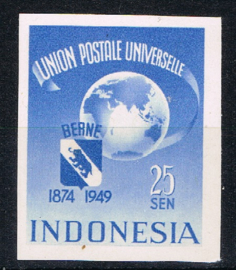 UNION POSTALE UNIVERSELLE
BERNE
1874 1949
25
SEN
INDONESIA